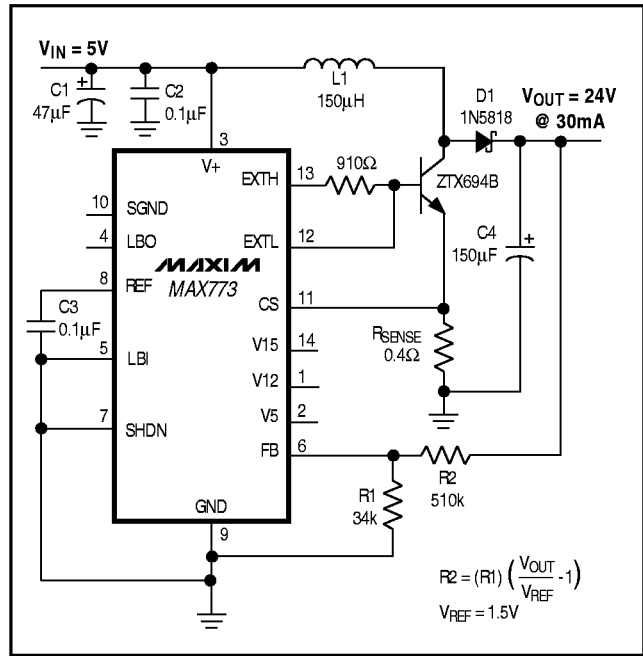 VIN = 5V
L1
150µH
D1
1N5818
VOUT = 24V
@ 30mA
C1
47µF
C2
0.1µF
3
V+
910Ω
13
EXTH
ZTX694B
10
SGND
4
LBO
12
EXTL
C4
150µF
MAXIM
MAX773
8
REF
11
CS
C3
0.1µF
RSENSE
0.4Ω
5
LBI
14
V15
1
V12
7
SHDN
2
V5
6
FB
R2
510k
R1
34k
GND
9
R2 = (R1) (VOUT/VREF -1)
VREF = 1.5V